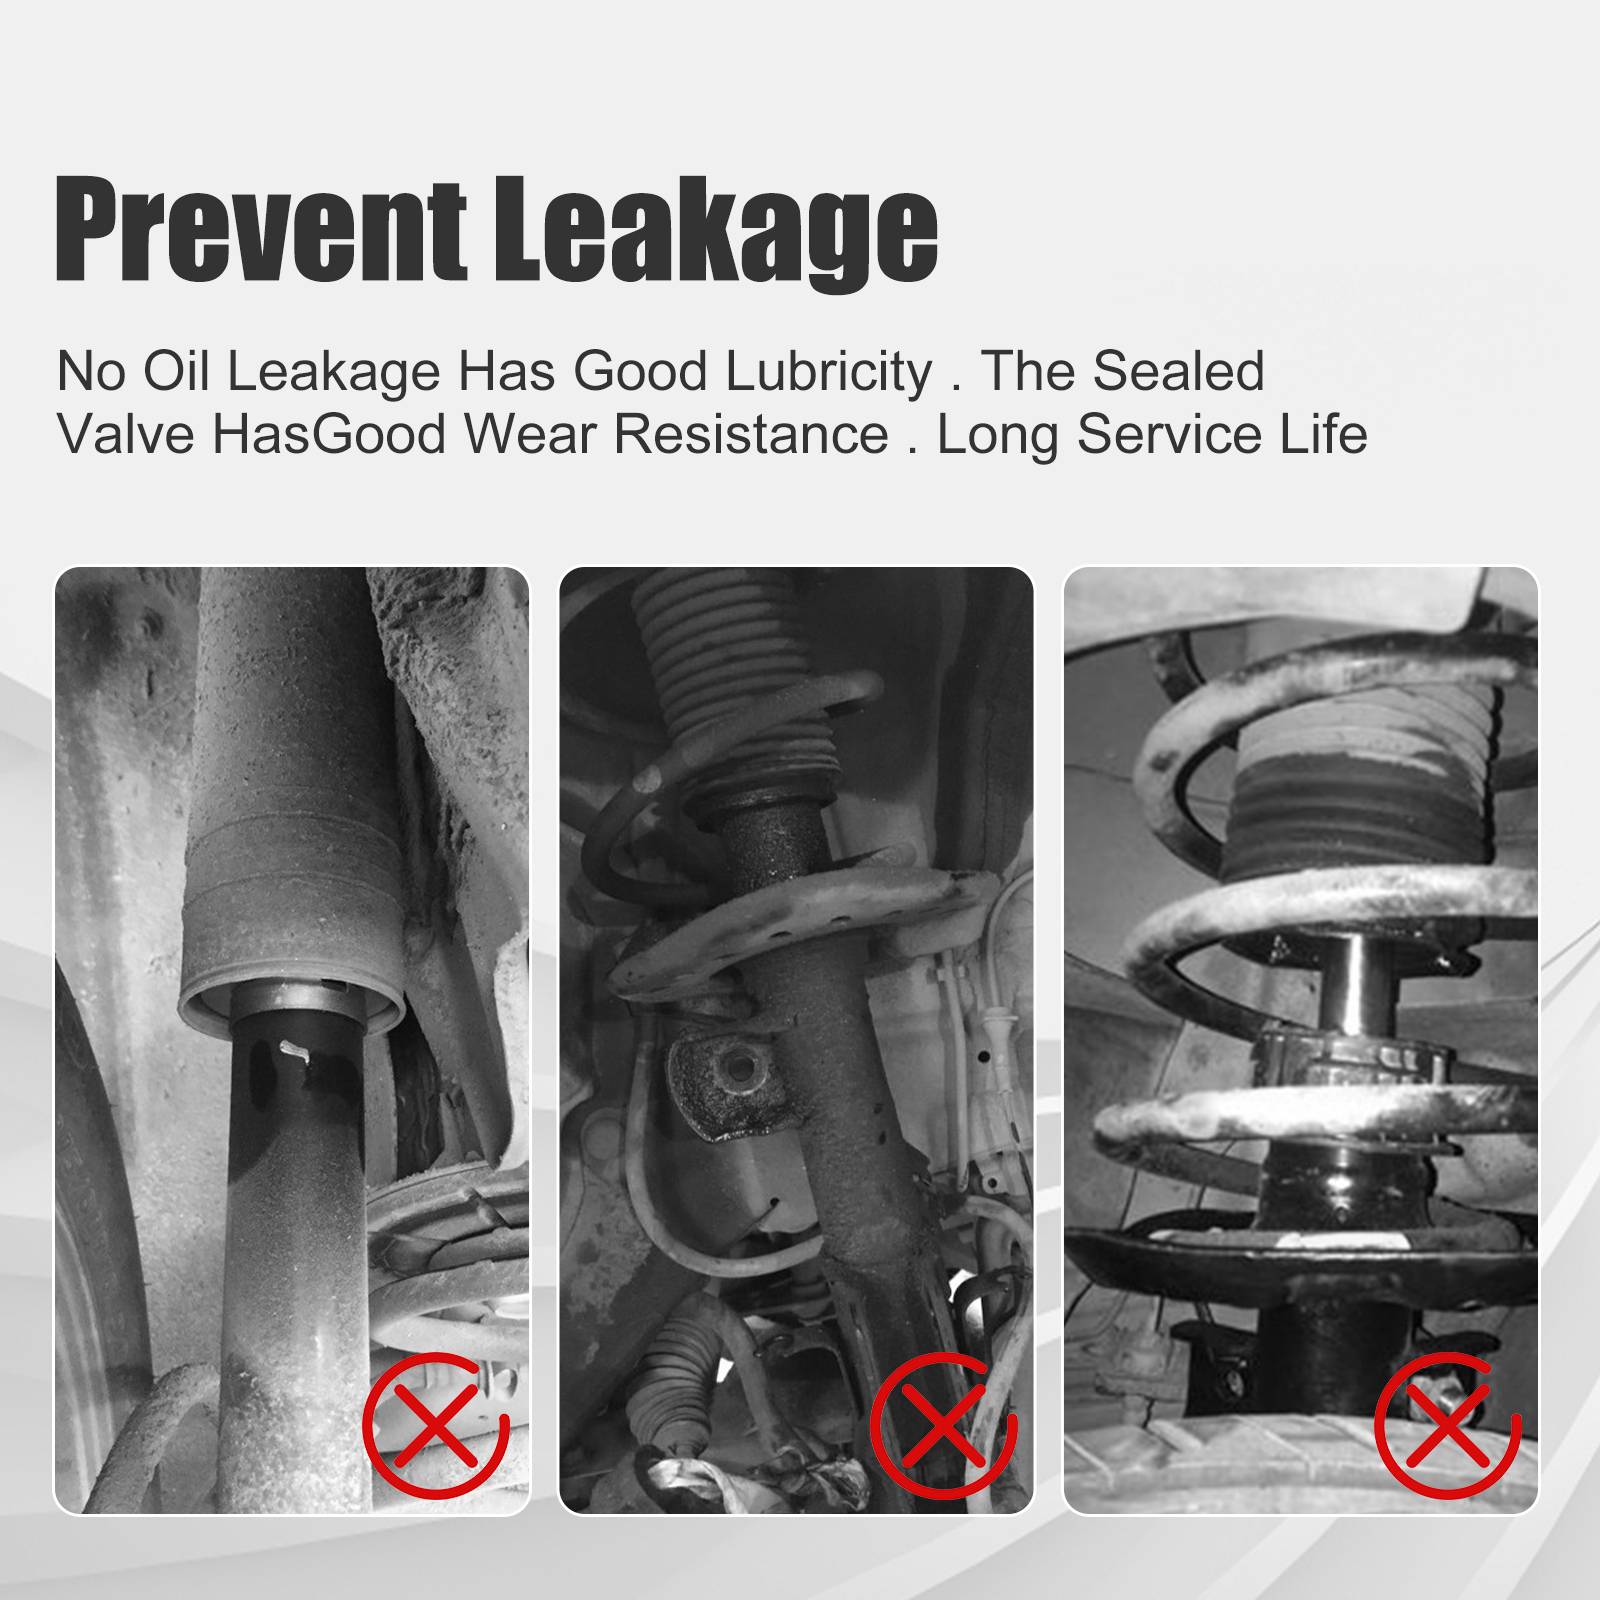 Prevent Leakage
No Oil Leakage Has Good Lubricity . The Sealed
Valve HasGood Wear Resistance . Long Service Life